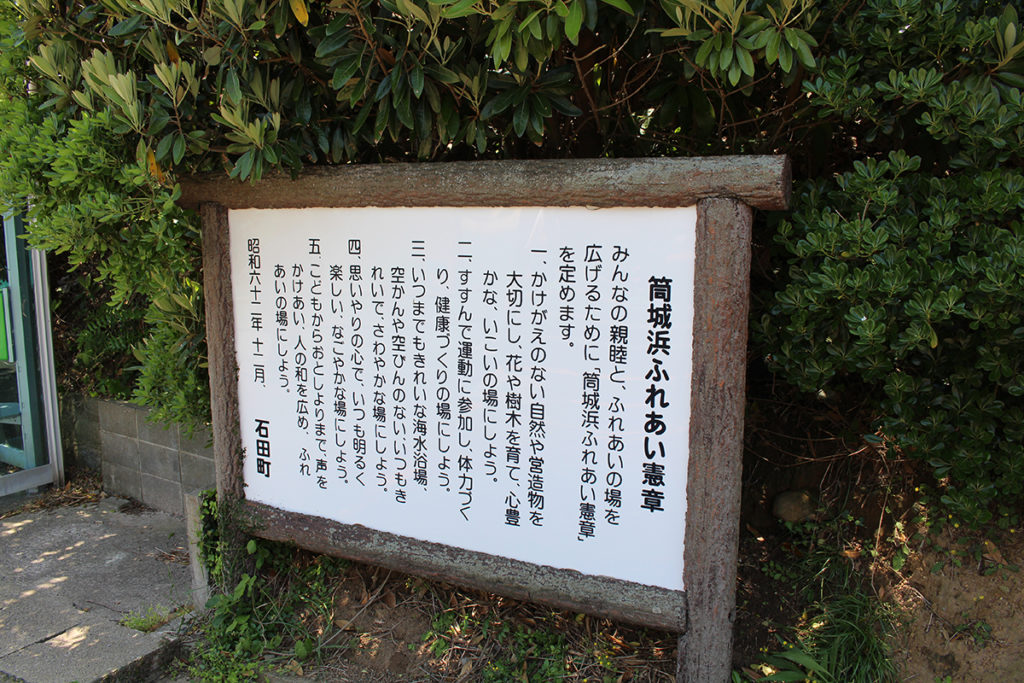 筒城浜ふれあい憲章
みんなの親睦と、ふれあいの場を
広げるために「筒城浜ふれあい憲章」
を定めます。
一、かけがえのない自然や営造物を
大切にし、花や樹木を育て、心豊
かな、いこいの場にしよう。
二、すすんで運動に参加し、体力づく
り、健康づくりの場にしよう。
三、いつまでもきれいな海水浴場、
空かんや空びんのない、いつもき
れいで、さわやかな場にしよう。
四、思いやりの心で、いつも明るく
楽しい、なごやかな場にしよう。
五、こどもからおとしよりまで、声を
かけあい、人の和を広め、ふれ
あいの場にしよう。
昭和六十二年十二月、
石田町